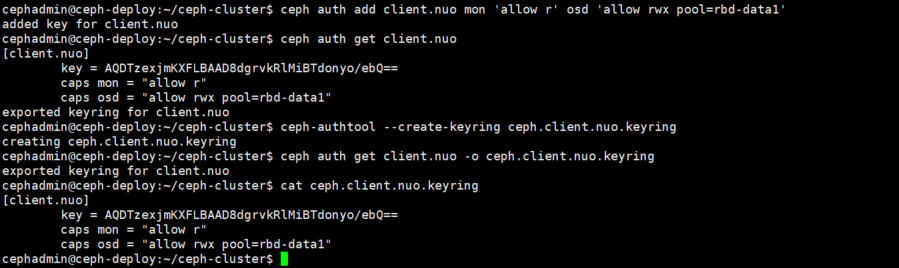 cephadmin@ceph-deploy:~/ceph-cluster$ ceph auth add client.nuo mon 'allow r' osd 'allow rwx pool=rbd-data1'
added key for client.nuo
cephadmin@ceph-deploy:~/ceph-cluster$ ceph auth get client.nuo
[client.nuo]
        key = AQDTzexjmKXFLBAAD8dgrvkRlMiBTdonyo/ebQ==
        caps mon = "allow r"
        caps osd = "allow rwx pool=rbd-data1"
exported keyring for client.nuo
cephadmin@ceph-deploy:~/ceph-cluster$ ceph-authtool --create-keyring ceph.client.nuo.keyring
creating ceph.client.nuo.keyring
cephadmin@ceph-deploy:~/ceph-cluster$ ceph auth get client.nuo -o ceph.client.nuo.keyring
exported keyring for client.nuo
cephadmin@ceph-deploy:~/ceph-cluster$ cat ceph.client.nuo.keyring
[client.nuo]
        key = AQDTzexjmKXFLBAAD8dgrvkRlMiBTdonyo/ebQ==
        caps mon = "allow r"
        caps osd = "allow rwx pool=rbd-data1"
cephadmin@ceph-deploy:~/ceph-cluster$